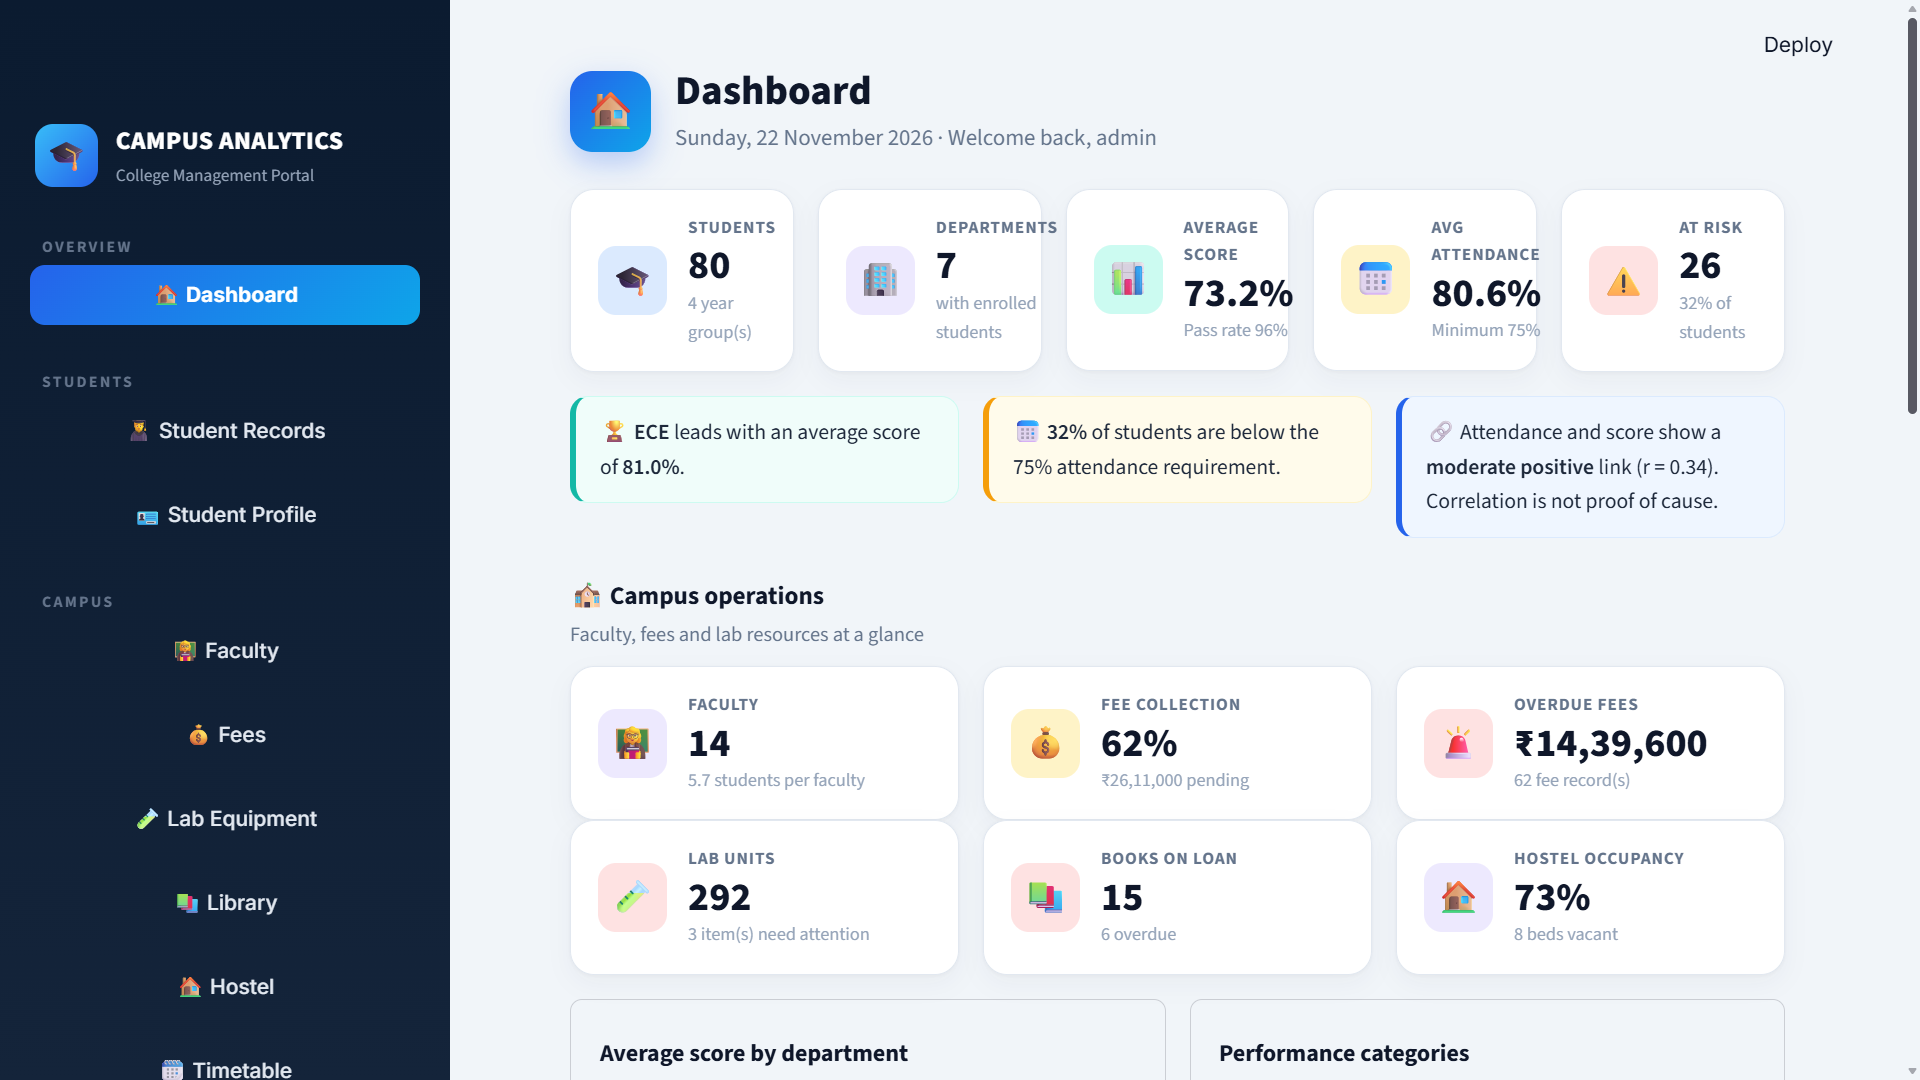 CAMPUS ANALYTICS
College Management Portal
OVERVIEW
Dashboard
STUDENTS
Student Records
Student Profile
CAMPUS
Faculty
Fees
Lab Equipment
Library
Hostel
Timetable
Deploy
Dashboard
Sunday, 22 November 2026 · Welcome back, admin
STUDENTS
80
4 year
group(s)
DEPARTMENTS
7
with enrolled
students
AVERAGE
SCORE
73.2%
Pass rate 96%
AVG
ATTENDANCE
80.6%
Minimum 75%
AT RISK
26
32% of
students
ECE leads with an average score
of 81.0%.
32% of students are below the
75% attendance requirement.
Attendance and score show a
moderate positive link (r = 0.34).
Correlation is not proof of cause.
Campus operations
Faculty, fees and lab resources at a glance
FACULTY
14
5.7 students per faculty
FEE COLLECTION
62%
₹26,11,000 pending
OVERDUE FEES
₹14,39,600
62 fee record(s)
LAB UNITS
292
3 item(s) need attention
BOOKS ON LOAN
15
6 overdue
HOSTEL OCCUPANCY
73%
8 beds vacant
Average score by department
Performance categories